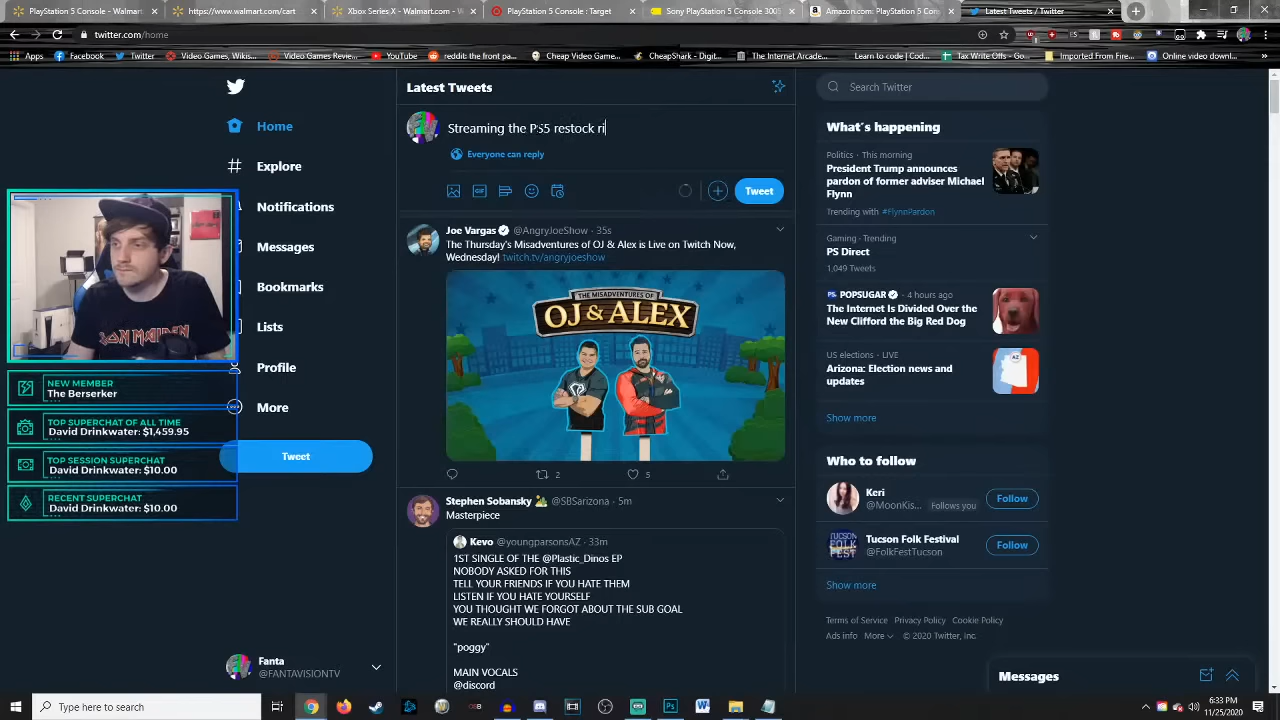 PlayStation 5 Console - Walmart
https://www.walmart.com/cart
Xbox Series X - Walmart.com - W
PlayStation 5 Console : Target
Sony PlayStation 5 Console
Amazon.com: PlayStation 5 Con
Latest Tweets / Twitter
twitter.com/home
Apps
Facebook
Twitter
Video Games, Wikis
Video Games Revie
YouTube
reddit the front pa
Cheap Video Game
CheapShark - Digit
The Internet Archive
Learn to code | Co
Tax Write Offs - Go
Imported From Fire
Online video downl
Home
Explore
Notifications
Messages
Bookmarks
Lists
Profile
More
Tweet
Fanta
@FANTAVISIONTV
IRON MAIDEN
NEW MEMBER
The Berserker
TOP SUPERCHAT OF ALL TIME
David Drinkwater: $1,459.95
TOP SESSION SUPERCHAT
David Drinkwater: $10.00
RECENT SUPERCHAT
David Drinkwater: $10.00
Latest Tweets
Streaming the PS5 restock ri
Everyone can reply
GIF
Tweet
Joe Vargas @AngryJoeShow · 35s
The Thursday's Misadventures of OJ & Alex is Live on Twitch Now,
Wednesday! twitch.tv/angryjoeshow
THE MISADVENTURES OF
OJ & ALEX
2
5
Stephen Sobansky @SBSarizona · 5m
Masterpiece
Kevo @youngparsonsAZ · 33m
1ST SINGLE OF THE @Plastic_Dinos EP
NOBODY ASKED FOR THIS
TELL YOUR FRIENDS IF YOU HATE THEM
LISTEN IF YOU HATE YOURSELF
YOU THOUGHT WE FORGOT ABOUT THE SUB GOAL
WE REALLY SHOULD HAVE
"poggy"
MAIN VOCALS
@discord
Search Twitter
What's happening
Politics · This morning
President Trump announces
pardon of former adviser Michael
Flynn
Trending with #FlynnPardon
Gaming · Trending
PS Direct
1,049 Tweets
PS. POPSUGAR · 4 hours ago
The Internet Is Divided Over the
New Clifford the Big Red Dog
US elections · LIVE
Arizona: Election news and
updates
AZ
Show more
Who to follow
Keri
@MoonKis... Follows you
Follow
Tucson Folk Festival
@FolkFestTucson
Follow
Show more
Terms of Service Privacy Policy Cookie Policy
Ads info More © 2020 Twitter, Inc.
Messages
Type here to search
6:33 PM
11/25/2020